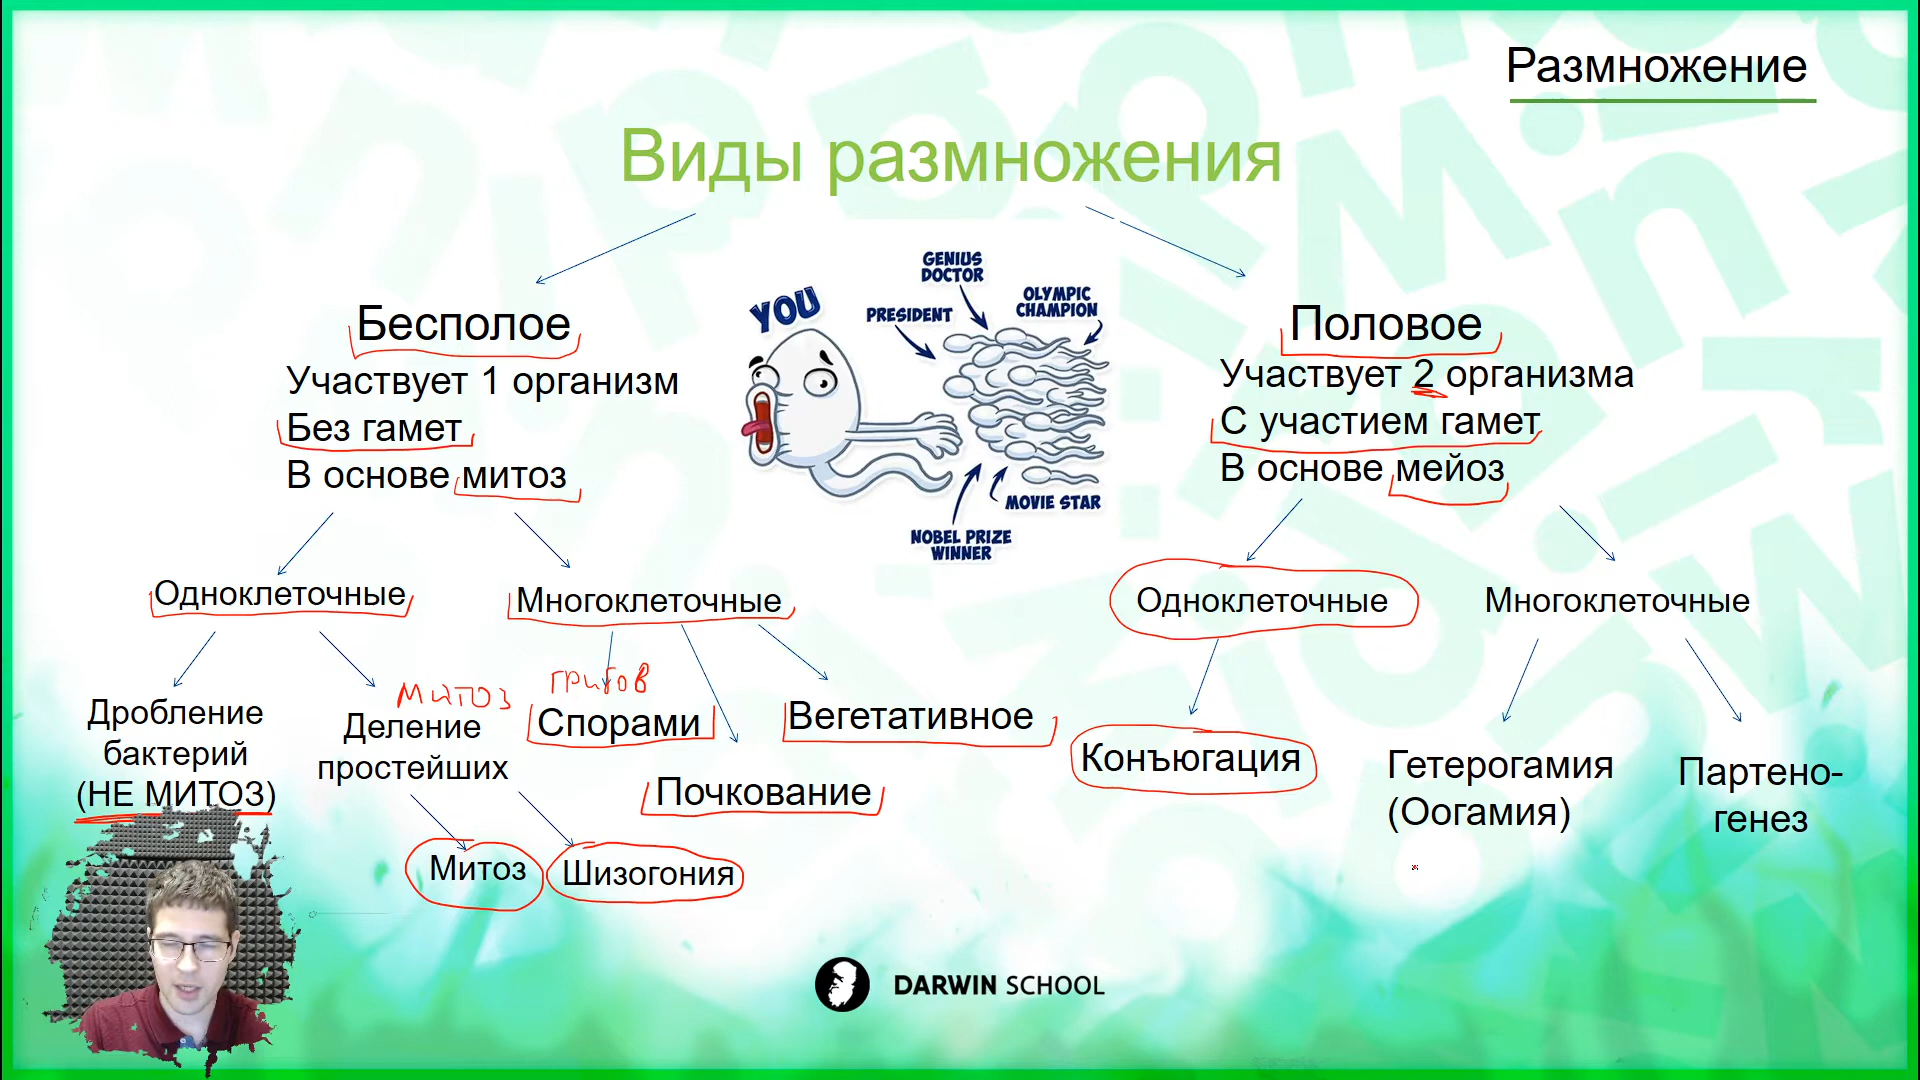 Размножение
Виды размножения
Бесполое
Участвует 1 организм
Без гамет
В основе митоз
YOU
GENIUS
DOCTOR
PRESIDENT
OLYMPIC
CHAMPION
MOVIE STAR
NOBEL PRIZE
WINNER
Половое
Участвует 2 организма
С участием гамет
В основе мейоз
Одноклеточные
Многоклеточные
Одноклеточные
Многоклеточные
Дробление
бактерий
(НЕ МИТОЗ)
митоз
Деление
простейших
грибов
Спорами
Почкование
Вегетативное
Митоз
Шизогония
Конъюгация
Гетерогамия
(Оогамия)
Партено-
генез
DARWIN SCHOOL